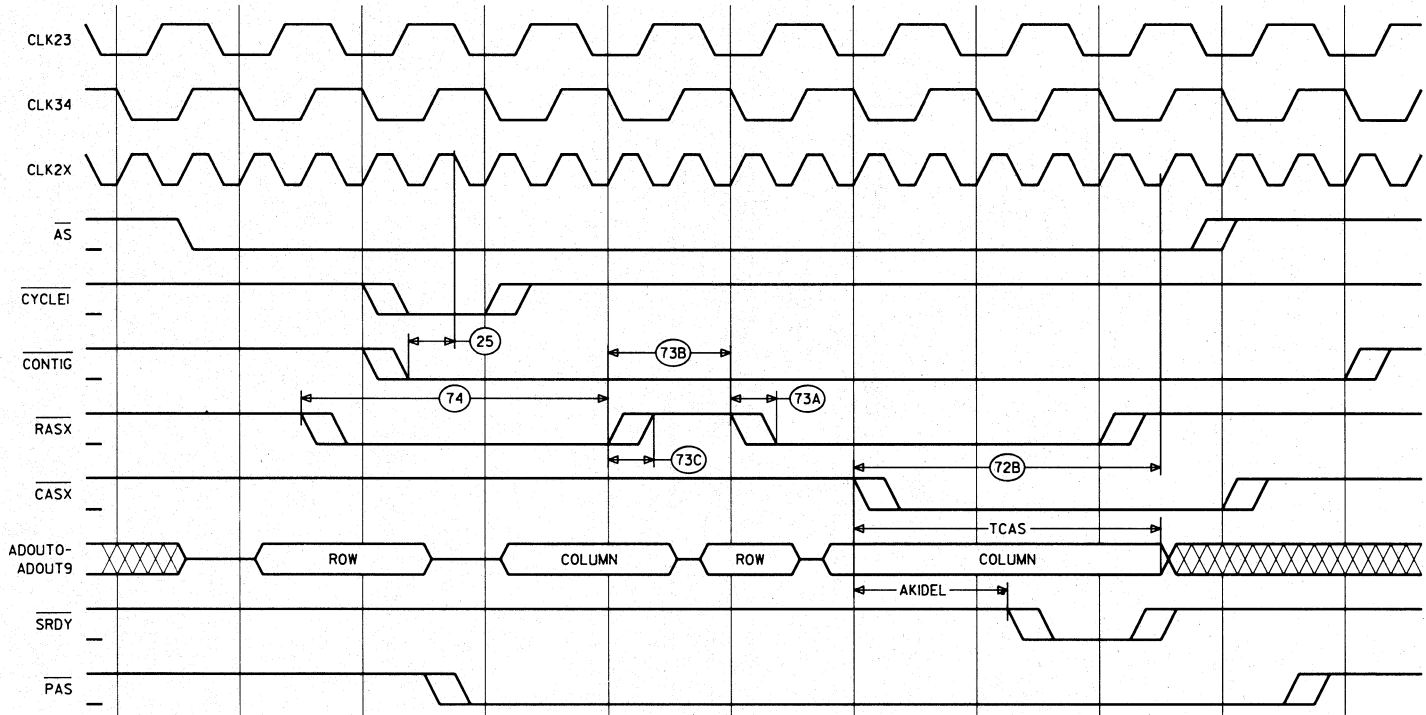 CLK23
CLK34
CLK2X
AS
CYCLEI
25
CONTIG
73B
74
73A
RASX
73C
72B
CASX
TCAS
ADOUT0-
ADOUT9
ROW
COLUMN
ROW
COLUMN
AKIDEL
SRDY
PAS